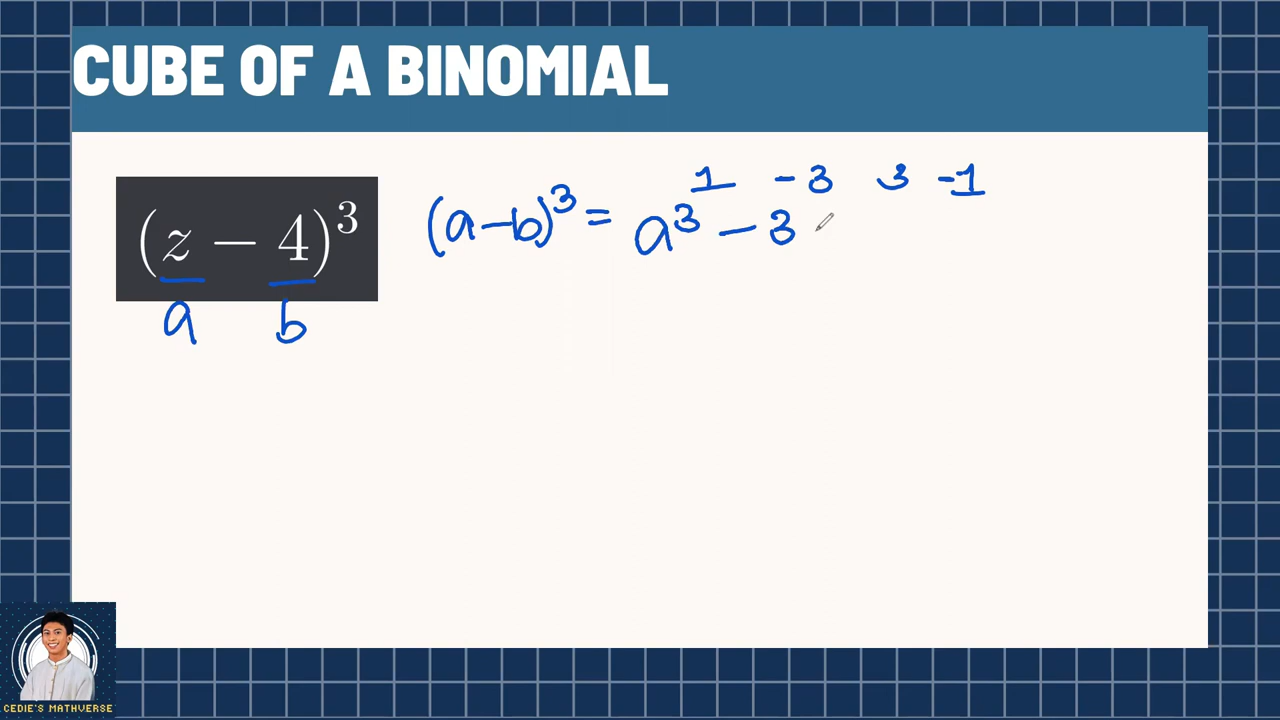 CUBE OF A BINOMIAL
1 -3 3 -1
(z − 4)³
(a-b)³ = a³ - 3
a b
CEDIE'S MATHVERSE